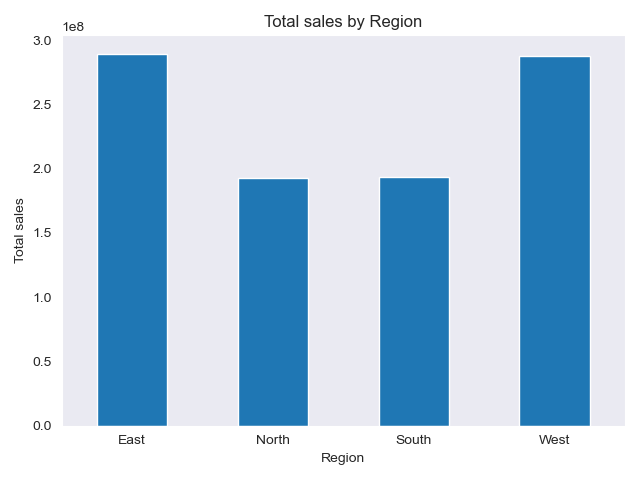 Total sales by Region
1e8
3.0
2.5
2.0
1.5
1.0
0.5
0.0
Total sales
East North South West
Region